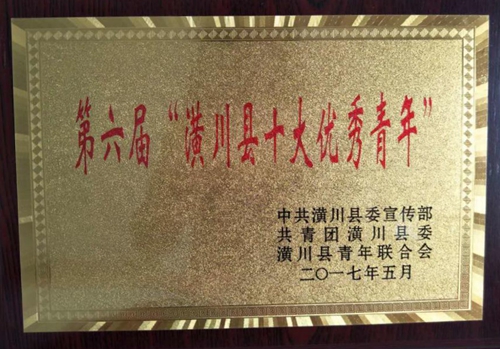 第六届“潢川县十大优秀青年”
中共潢川县委宣传部
共青团潢川县委
潢川县青年联合会
二〇一七年五月